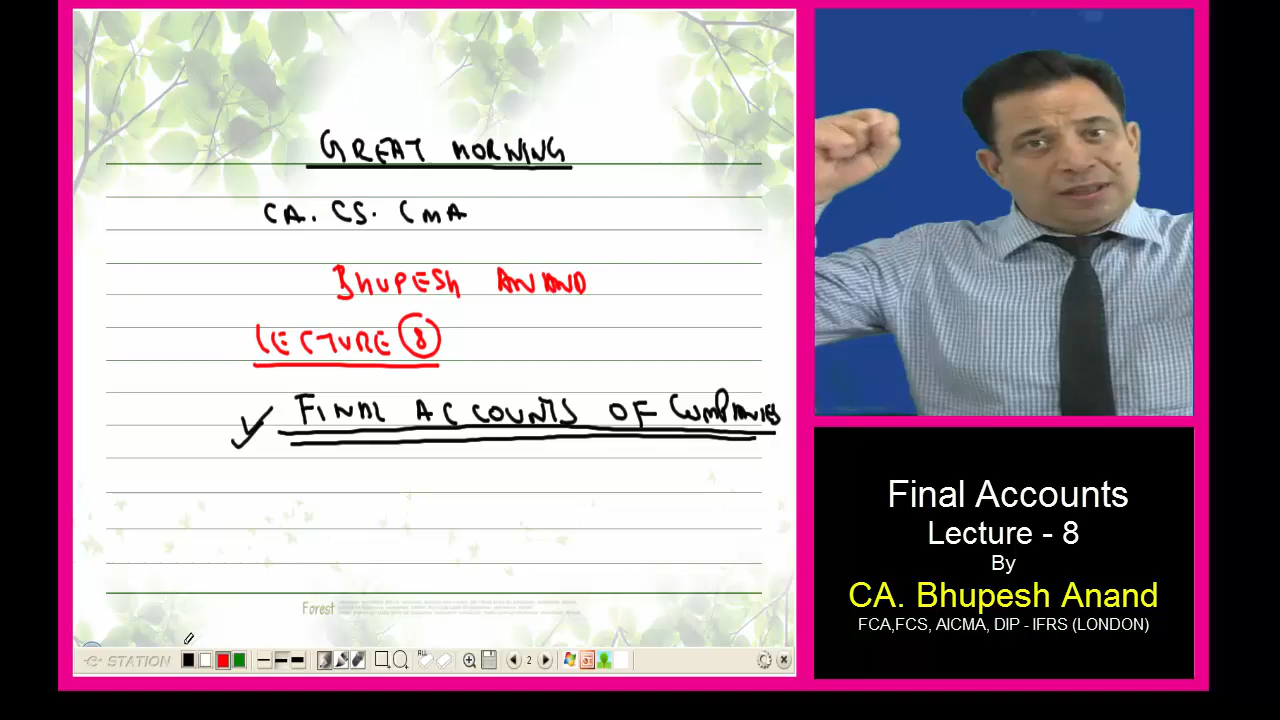 GREAT MORNING
CA. CS. CMA
BHUPESH ANAND
LECTURE 8
FINAL ACCOUNTS OF COMPANIES
Forest
e-STATION
2
Final Accounts
Lecture - 8
By
CA. Bhupesh Anand
FCA,FCS, AICMA, DIP - IFRS (LONDON)